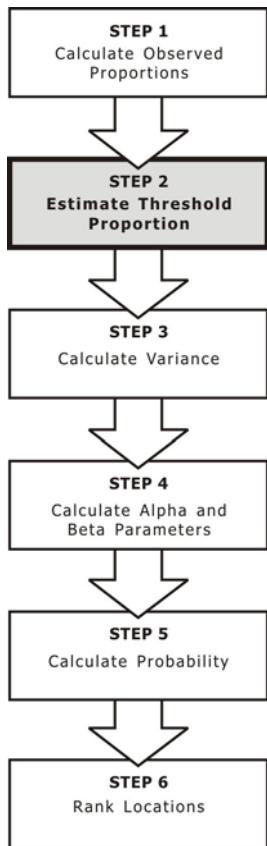 STEP 1
Calculate Observed
Proportions
STEP 2
Estimate Threshold
Proportion
STEP 3
Calculate Variance
STEP 4
Calculate Alpha and
Beta Parameters
STEP 5
Calculate Probability
STEP 6
Rank Locations